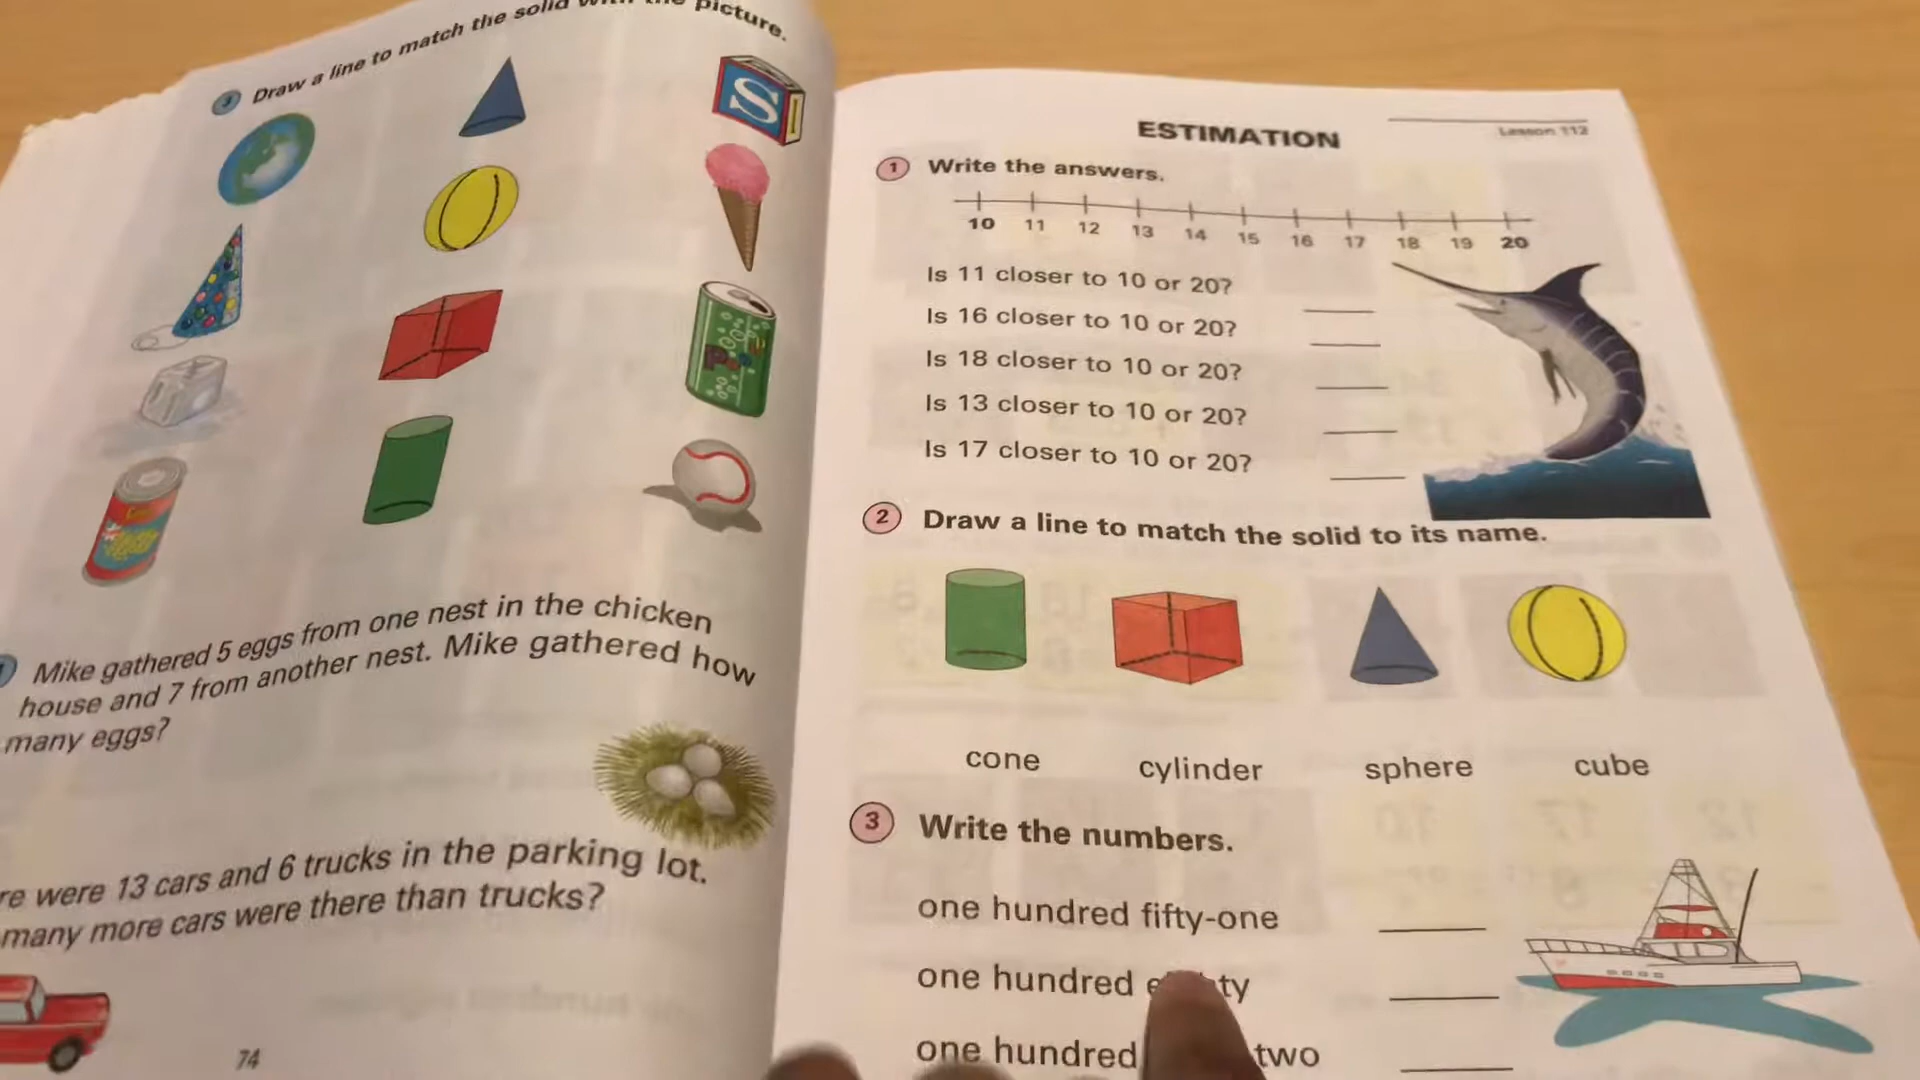 3 Draw a line to match the solid with the picture.
S
Mike gathered 5 eggs from one nest in the chicken
house and 7 from another nest. Mike gathered how
many eggs?
were 13 cars and 6 trucks in the parking lot.
many more cars were there than trucks?
74
Lesson 112
ESTIMATION
1 Write the answers.
10 11 12 13 14 15 16 17 18 19 20
Is 11 closer to 10 or 20?
Is 16 closer to 10 or 20?
Is 18 closer to 10 or 20?
Is 13 closer to 10 or 20?
Is 17 closer to 10 or 20?
2 Draw a line to match the solid to its name.
cone cylinder sphere cube
3 Write the numbers.
one hundred fifty-one
one hundred
one hundred two